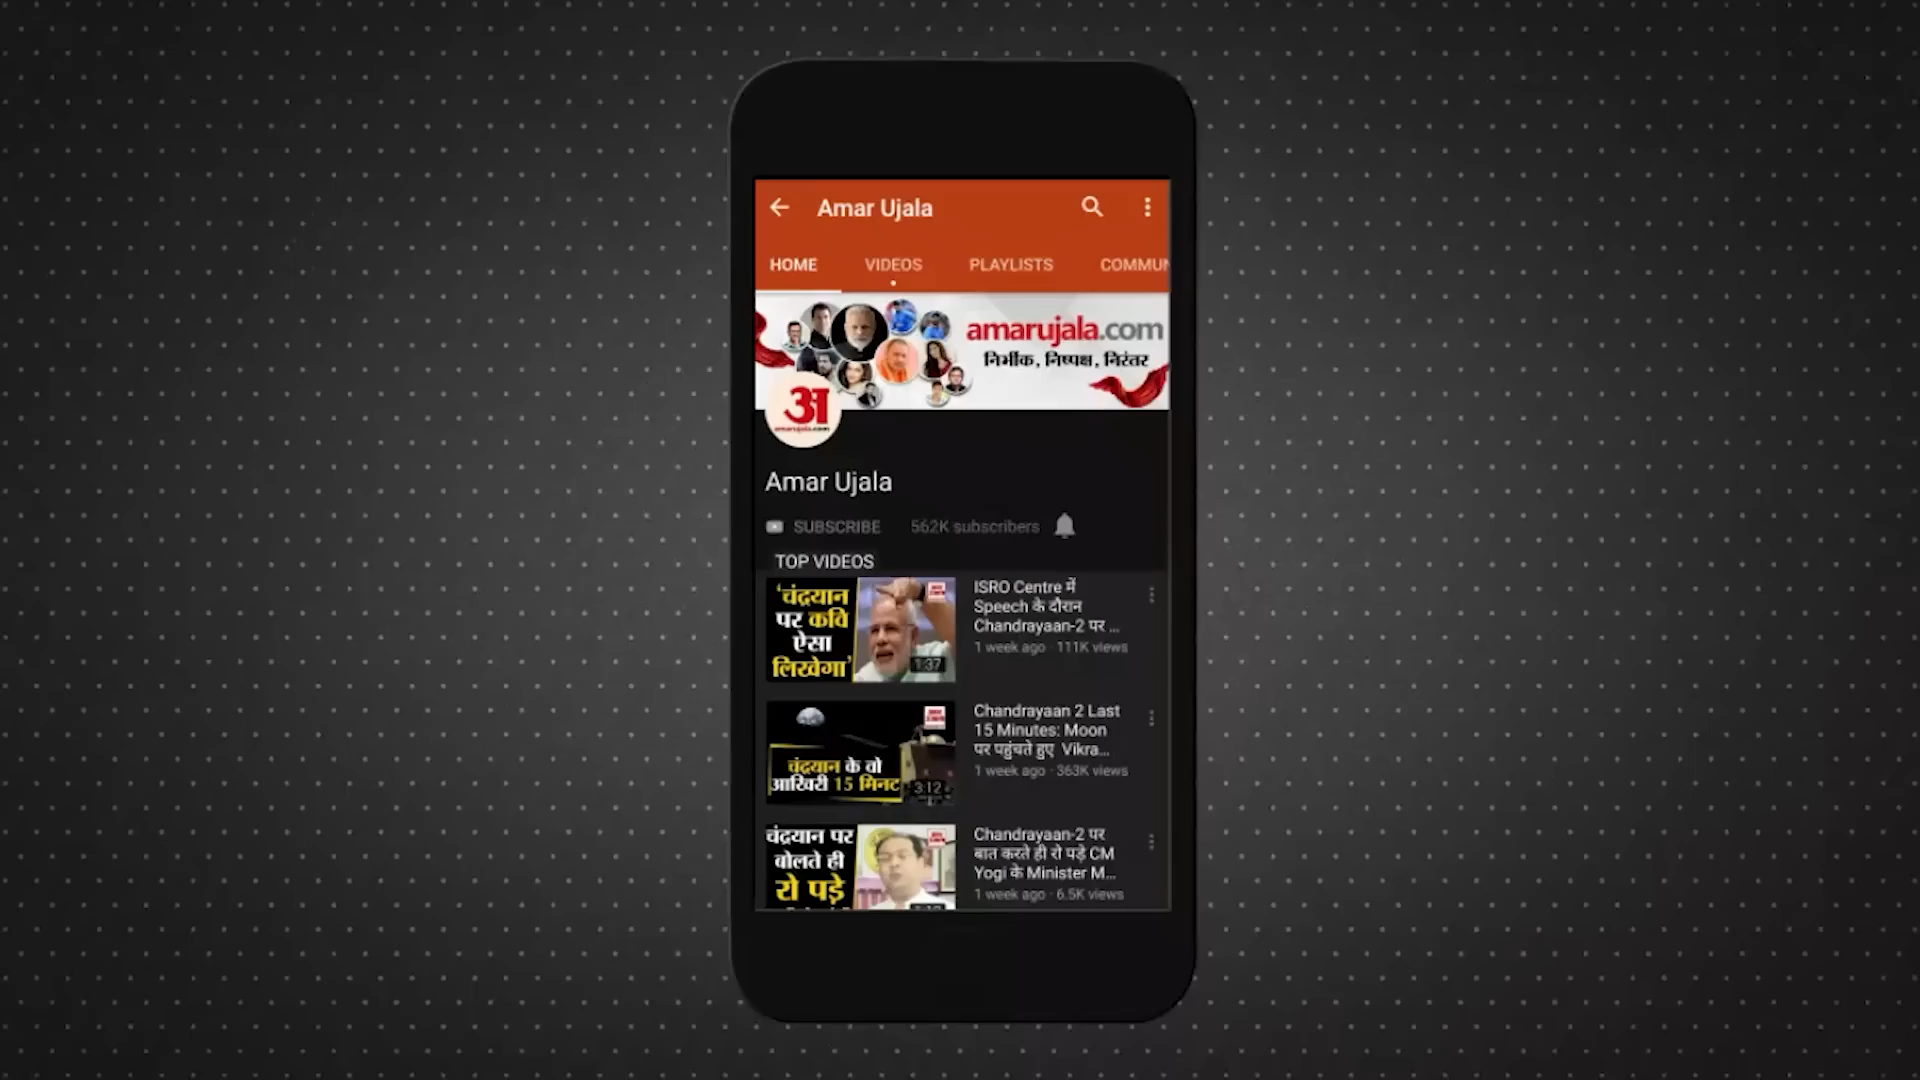 Amar Ujala
HOME VIDEOS PLAYLISTS COMMUN
amarujala.com
निर्भीक, निष्पक्ष, निरंतर
अ
amarujala.com
Amar Ujala
SUBSCRIBE 562K subscribers
TOP VIDEOS
'चंद्रयान
पर कवि
ऐसा
लिखेगा'
1:37
ISRO Centre में
Speech के दौरान
Chandrayaan-2 पर ...
1 week ago · 111K views
चंद्रयान के वो
आखिरी 15 मिनट
3:12
Chandrayaan 2 Last
15 Minutes: Moon
पर पहुंचते हुए Vikra...
1 week ago · 363K views
चंद्रयान पर
बोलते ही
रो पड़े
Chandrayaan-2 पर
बात करते ही रो पड़े CM
Yogi के Minister M...
1 week ago · 6.5K views